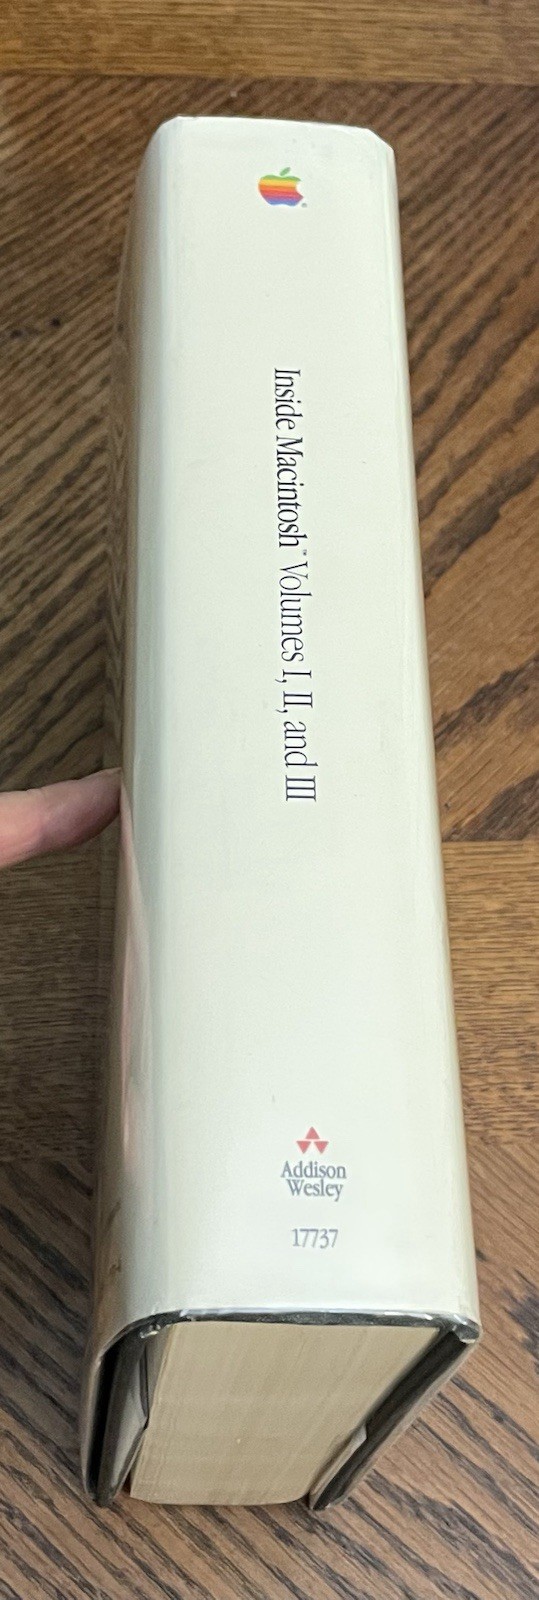 Inside Macintosh™ Volumes I, II, and III
Addison
Wesley
17737